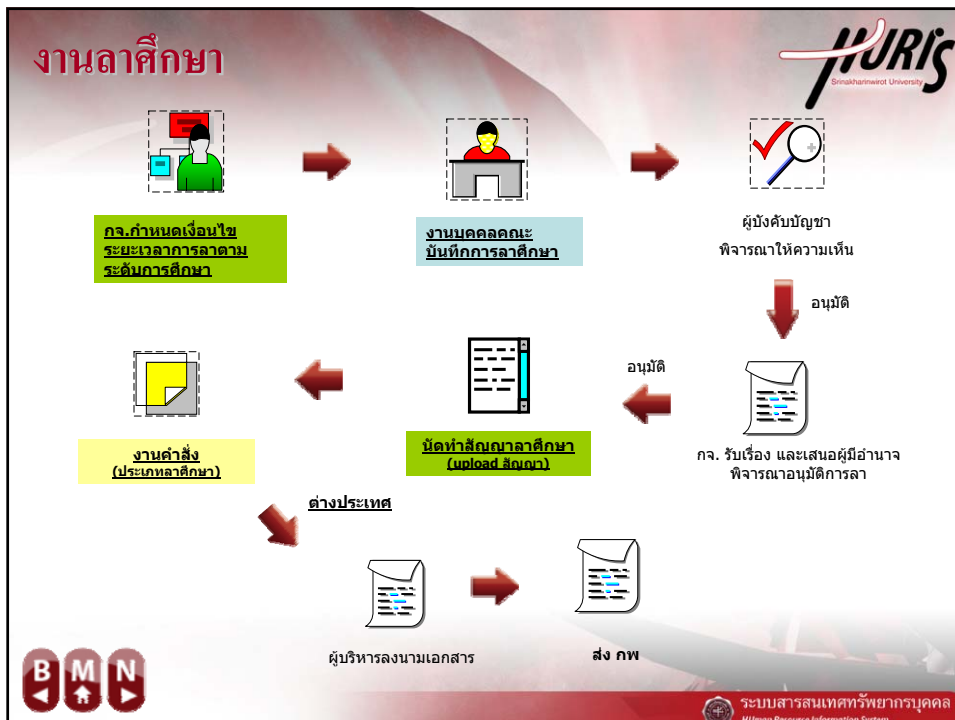 งานลาศึกษา
HURIS
Srinakharinwirot University
กจ.กำหนดเงื่อนไข
ระยะเวลาการลาตาม
ระดับการศึกษา
งานบุคคลคณะ
บันทึกการลาศึกษา
ผู้บังคับบัญชา
พิจารณาให้ความเห็น
อนุมัติ
กจ. รับเรื่อง และเสนอผู้มีอำนาจ
พิจารณาอนุมัติการลา
อนุมัติ
นัดทำสัญญาลาศึกษา
(upload สัญญา)
งานคำสั่ง
(ประเภทลาศึกษา)
ต่างประเทศ
ผู้บริหารลงนามเอกสาร
ส่ง กพ
B M N
ระบบสารสนเทศทรัพยากรบุคคล
HUman Resource Information System